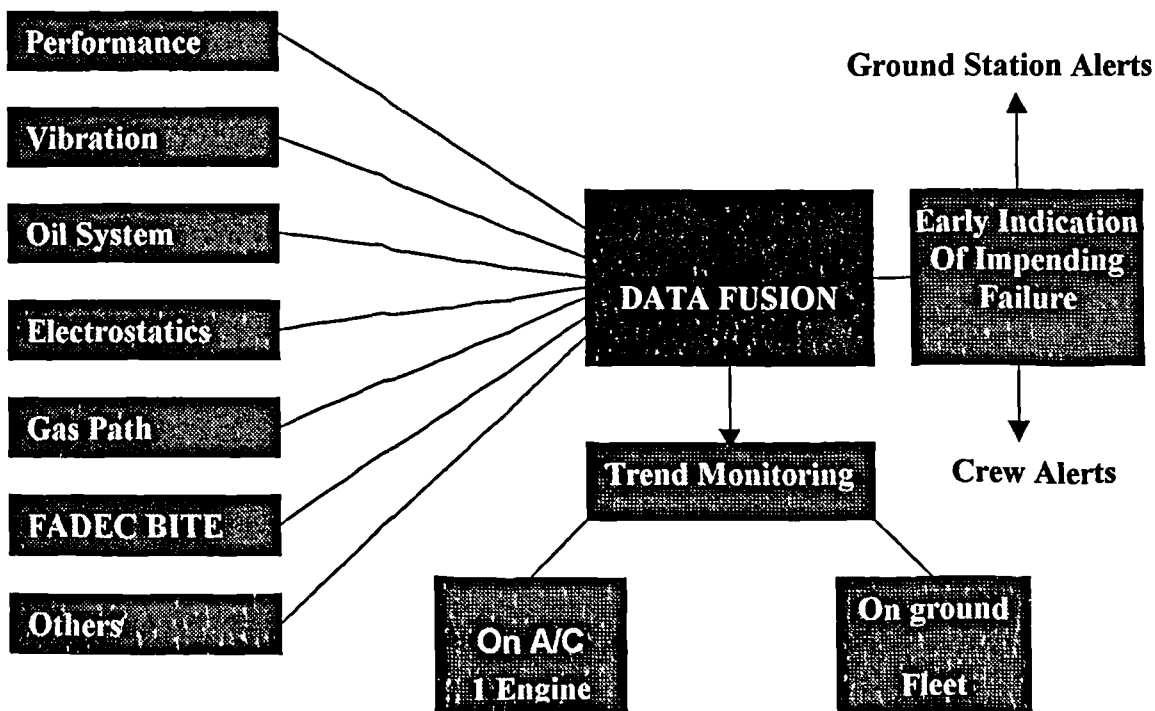 Performance
Vibration
Oil System
Electrostatics
Gas Path
FADEC BITE
Others
DATA FUSION
Trend Monitoring
On A/C
1 Engine
On ground
Fleet
Ground Station Alerts
Early Indication
Of Impending
Failure
Crew Alerts